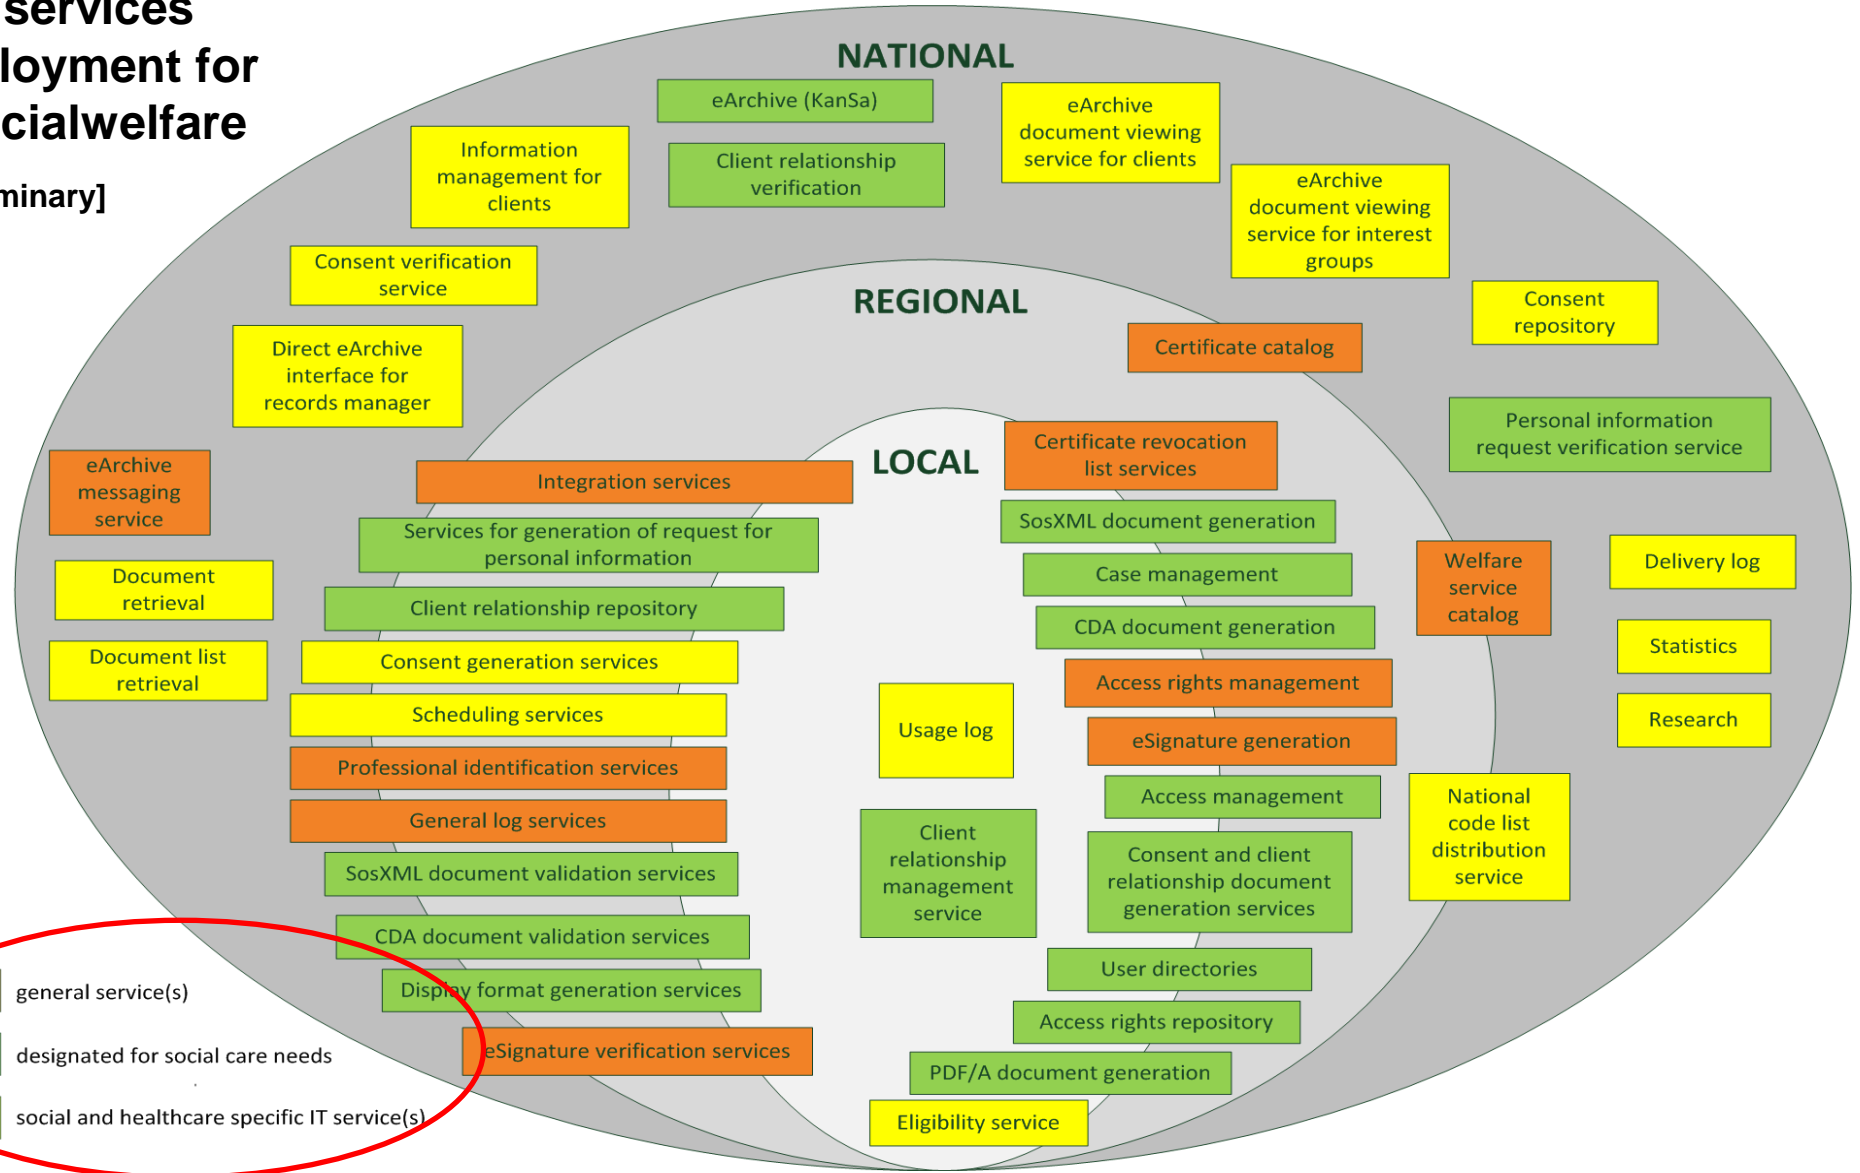 services
loyment for
cialwelfare
minary]
NATIONAL
eArchive (KanSa)
Client relationship
verification
eArchive
document viewing
service for clients
Information
management for
clients
eArchive
document viewing
service for interest
groups
Consent verification
service
Consent
repository
Direct eArchive
interface for
records manager
REGIONAL
Certificate catalog
Personal information
request verification service
eArchive
messaging
service
LOCAL
Certificate revocation
list services
Integration services
Services for generation of request for
personal information
SosXML document generation
Document
retrieval
Case management
Welfare
service
catalog
Delivery log
Client relationship repository
CDA document generation
Document list
retrieval
Consent generation services
Statistics
Access rights management
Scheduling services
Usage log
eSignature generation
Research
Professional identification services
Access management
General log services
National
code list
distribution
service
Client
relationship
management
service
Consent and client
relationship document
generation services
SosXML document validation services
CDA document validation services
User directories
Display format generation services
general service(s)
Access rights repository
eSignature verification services
designated for social care needs
PDF/A document generation
social and healthcare specific IT service(s)
Eligibility service